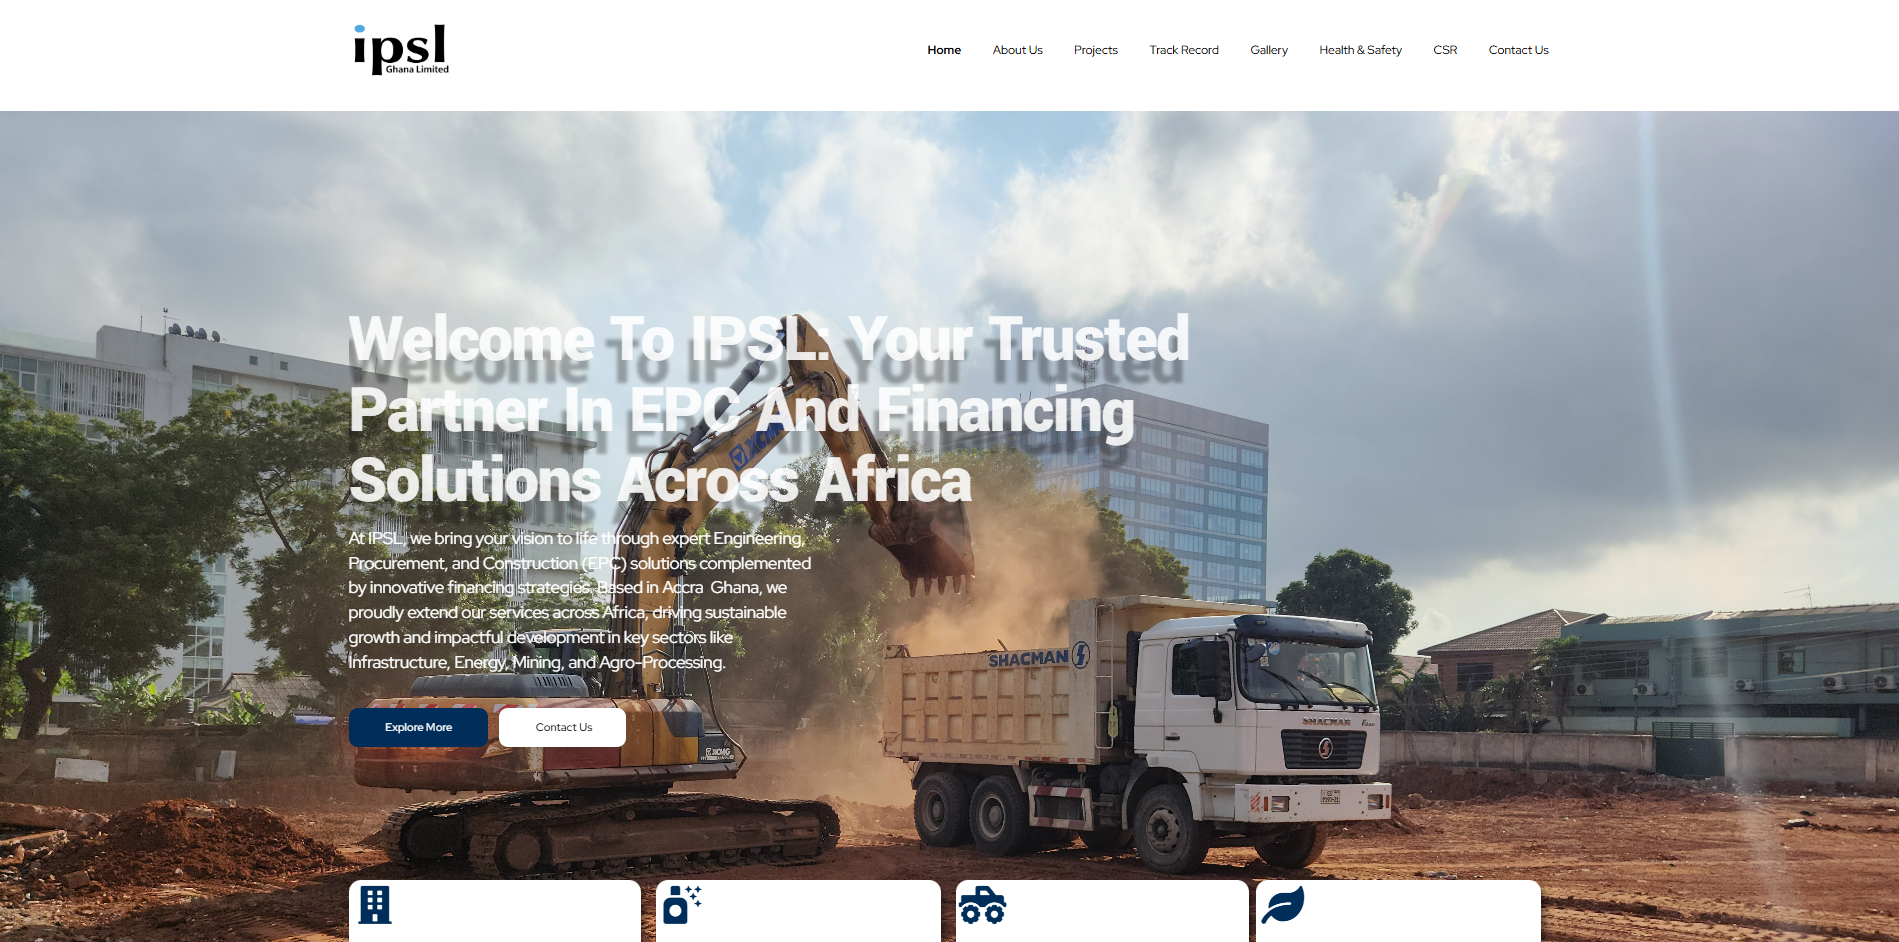 ipsl
Ghana Limited
Home
About Us
Projects
Track Record
Gallery
Health & Safety
CSR
Contact Us
Welcome To IPSL: Your Trusted
Partner In EPC And Financing
Solutions Across Africa
At IPSL, we bring your vision to life through expert Engineering,
Procurement, and Construction (EPC) solutions complemented
by innovative financing strategies. Based in Accra Ghana, we
proudly extend our services across Africa, driving sustainable
growth and impactful development in key sectors like
Infrastructure, Energy, Mining, and Agro-Processing.
Explore More
Contact Us
XCMG
SHACMAN
SHACMAN
XCMG